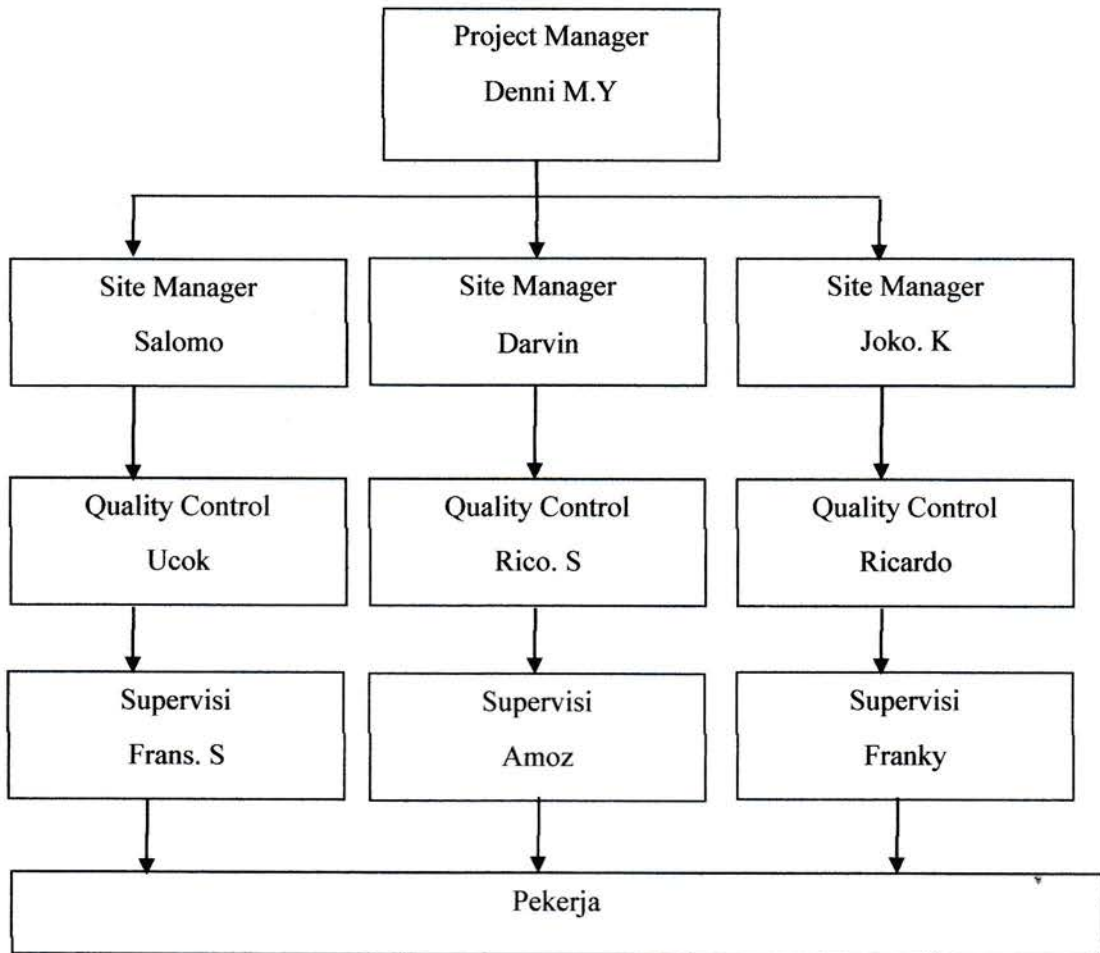 Project Manager
Denni M.Y
Site Manager
Salomo
Site Manager
Darvin
Site Manager
Joko. K
Quality Control
Ucok
Quality Control
Rico. S
Quality Control
Ricardo
Supervisi
Frans. S
Supervisi
Amoz
Supervisi
Franky
Pekerja